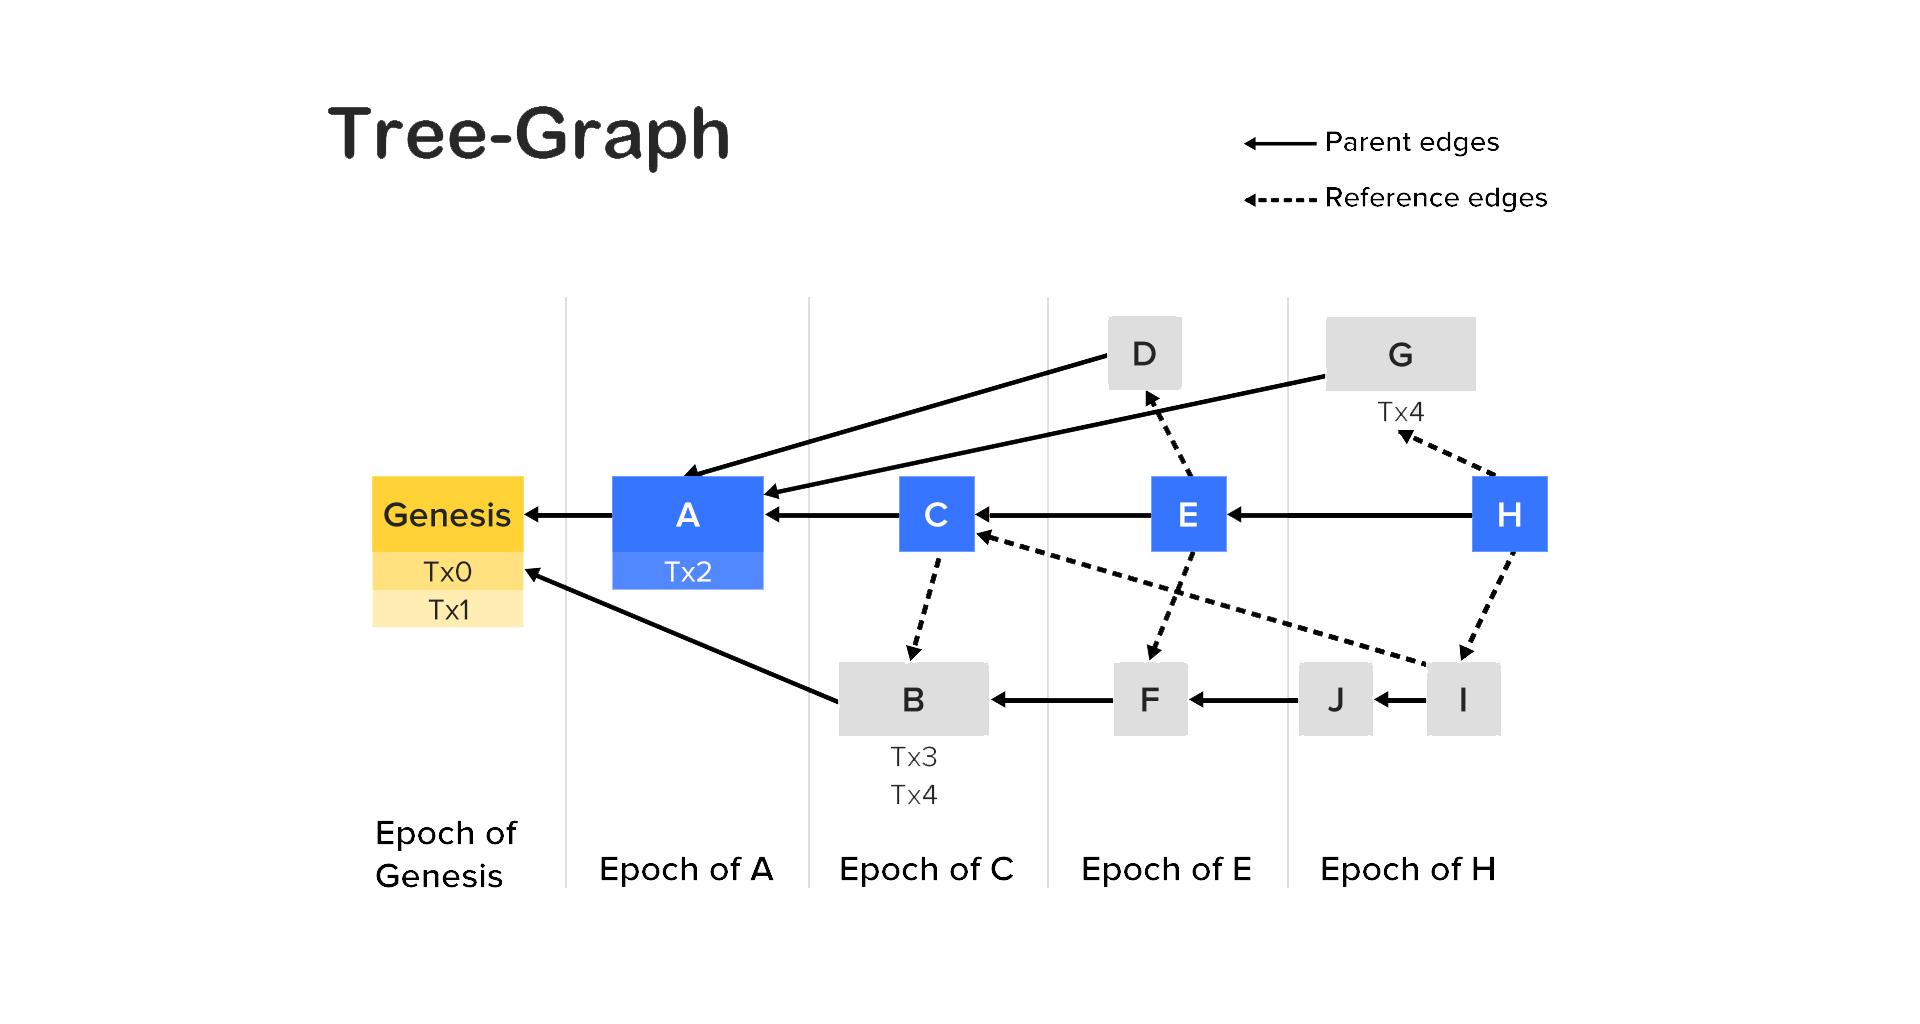 Tree-Graph
Parent edges
Reference edges
D
G
Tx4
Genesis
A
C
E
H
Tx0
Tx2
Tx1
B
F
J
I
Tx3
Tx4
Epoch of
Genesis
Epoch of A
Epoch of C
Epoch of E
Epoch of H